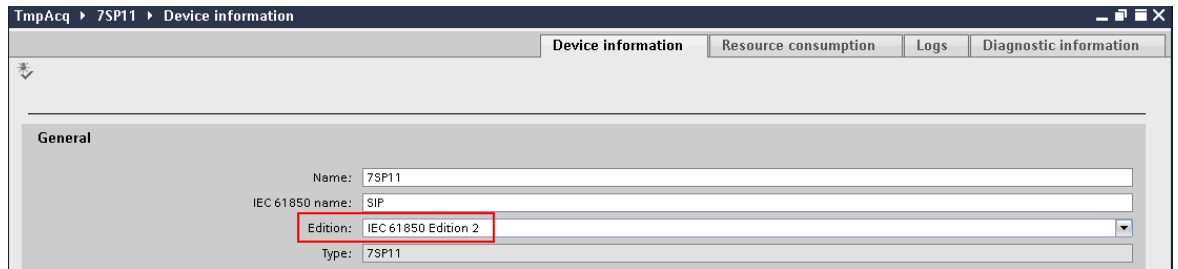 TmpAcq ▸ 7SP11 ▸ Device information
Device information Resource consumption Logs Diagnostic information
General
Name: 7SP11
IEC 61850 name: SIP
Edition: IEC 61850 Edition 2
Type: 7SP11